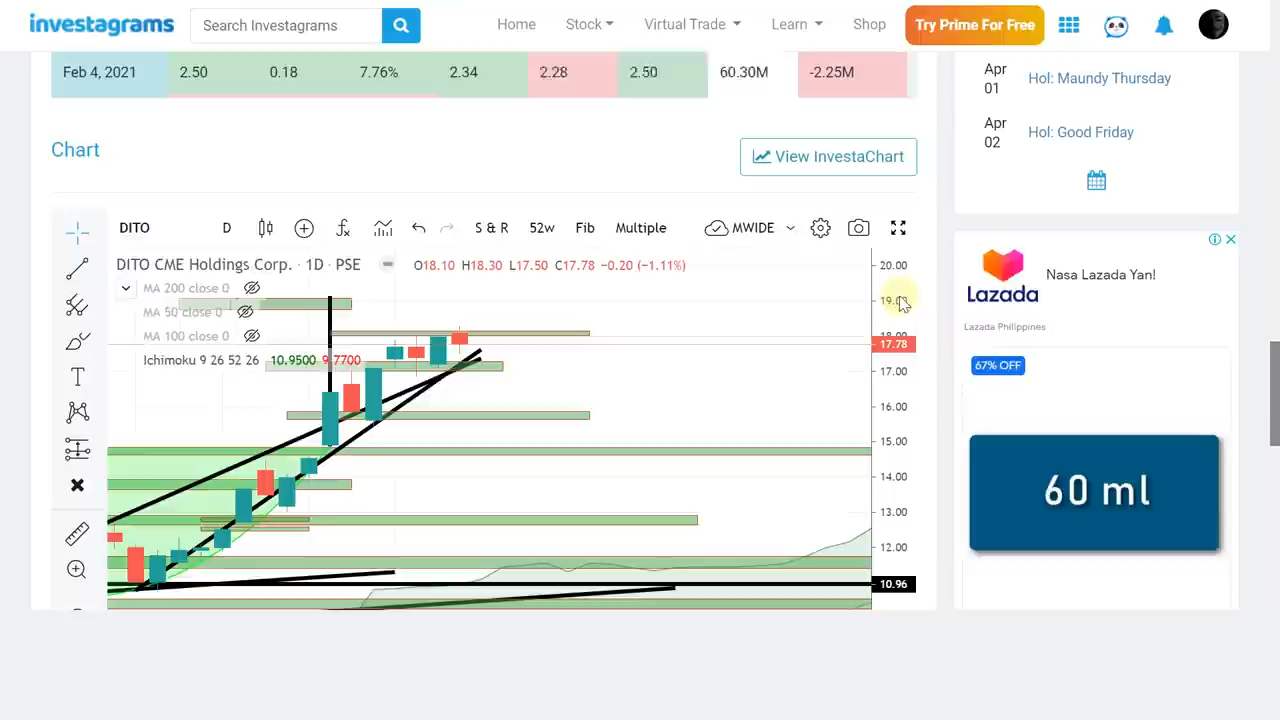 investagrams
Search Investagrams
Home
Stock
Virtual Trade
Learn
Shop
Try Prime For Free
Feb 4, 2021 2.50 0.18 7.76% 2.34 2.28 2.50 60.30M -2.25M
Apr 01 Hol: Maundy Thursday
Apr 02 Hol: Good Friday
Chart
View InvestaChart
DITO D S & R 52w Fib Multiple MWIDE
DITO CME Holdings Corp. · 1D · PSE O18.10 H18.30 L17.50 C17.78 −0.20 (−1.11%)
MA 200 close 0
MA 50 close 0
MA 100 close 0
Ichimoku 9 26 52 26 10.9500 9.7700
20.00
19.00
18.00
17.78
17.00
16.00
15.00
14.00
13.00
12.00
10.96
Lazada
Nasa Lazada Yan!
Lazada Philippines
67% OFF
60 ml